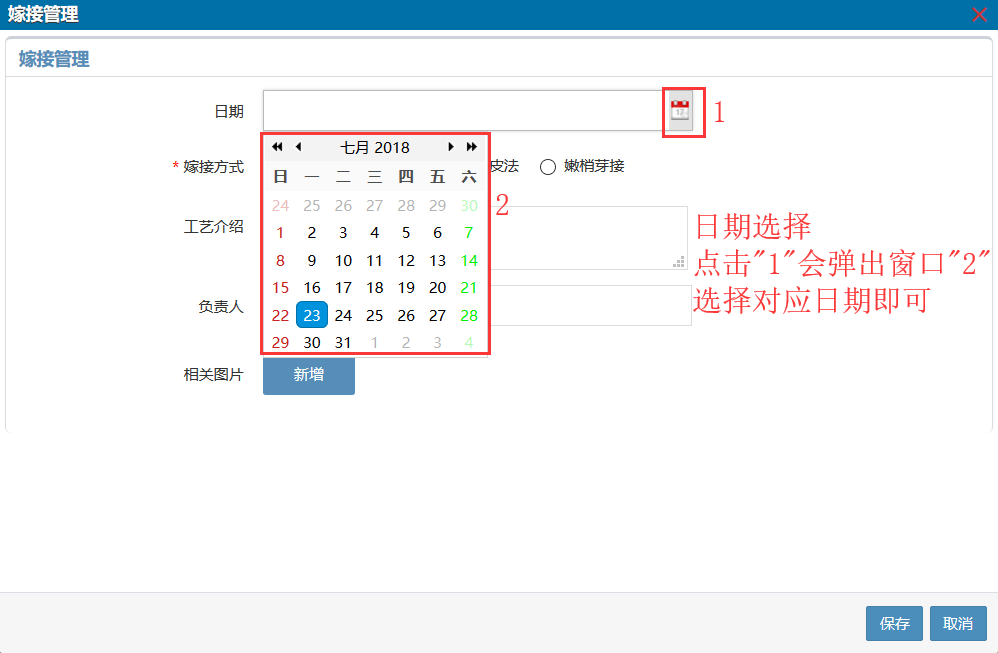 嫁接管理
嫁接管理
日期
1
七月 2018
* 嫁接方式
皮法 嫩梢芽接
日 一 二 三 四 五 六
2
24 25 26 27 28 29 30
工艺介绍
1 2 3 4 5 6 7
8 9 10 11 12 13 14
15 16 17 18 19 20 21
22 23 24 25 26 27 28
29 30 31 1 2 3 4
日期选择
点击"1"会弹出窗口"2"
选择对应日期即可
负责人
相关图片
新增
保存 取消